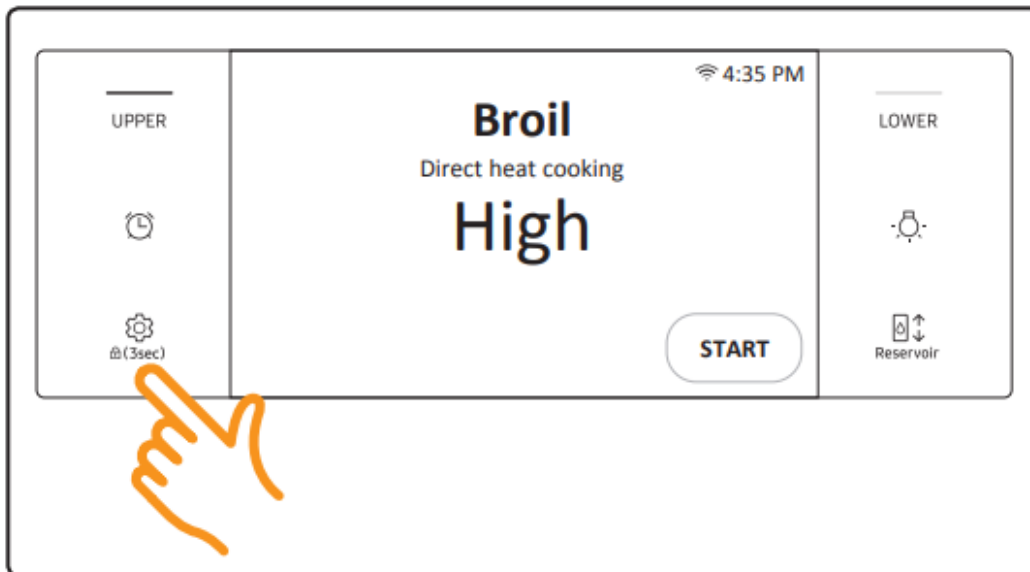 4:35 PM
UPPER
Broil
LOWER
Direct heat cooking
High
(3sec)
START
Reservoir